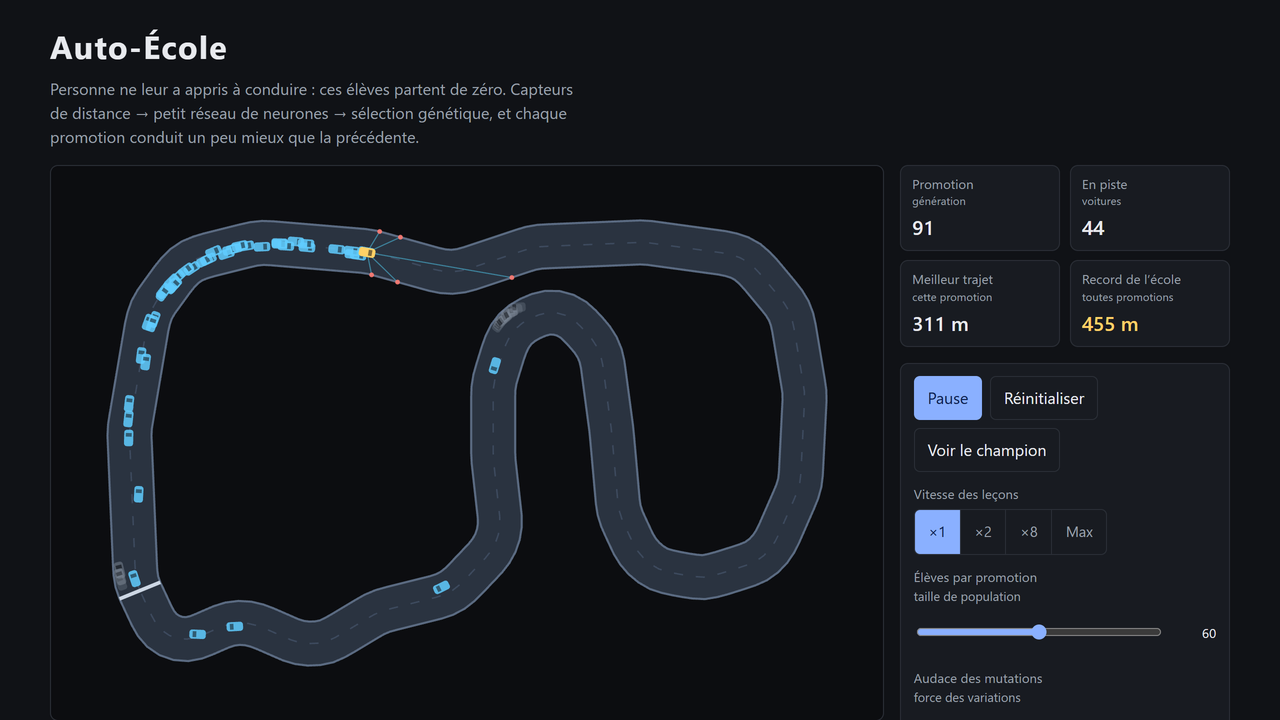 Auto-École
Personne ne leur a appris à conduire : ces élèves partent de zéro. Capteurs
de distance → petit réseau de neurones → sélection génétique, et chaque
promotion conduit un peu mieux que la précédente.
Promotion
génération
91
En piste
voitures
44
Meilleur trajet
cette promotion
311 m
Record de l'école
toutes promotions
455 m
Pause
Réinitialiser
Voir le champion
Vitesse des leçons
×1
×2
×8
Max
Élèves par promotion
taille de population
60
Audace des mutations
force des variations